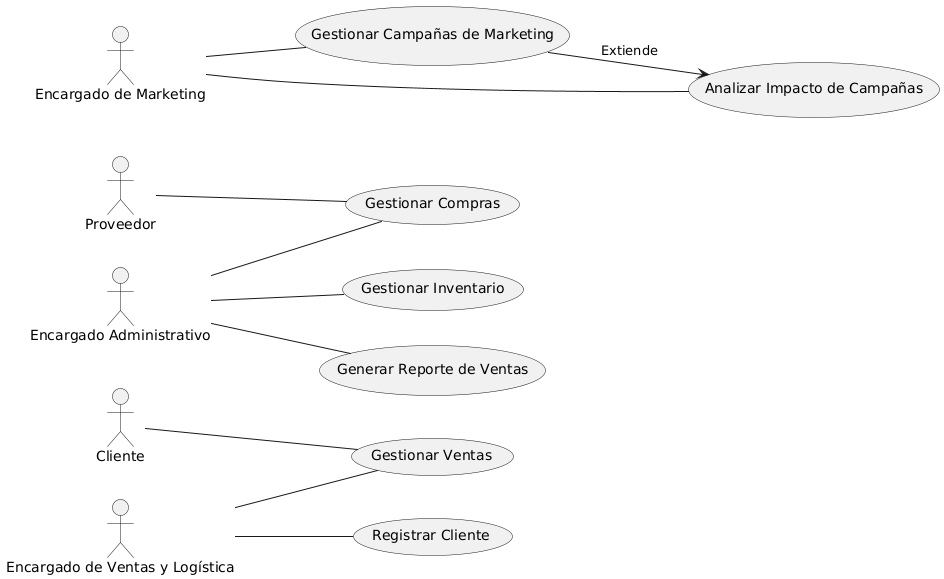 Gestionar Campañas de Marketing
Extiende
Encargado de Marketing
Analizar Impacto de Campañas
Proveedor
Gestionar Compras
Gestionar Inventario
Encargado Administrativo
Generar Reporte de Ventas
Cliente
Gestionar Ventas
Registrar Cliente
Encargado de Ventas y Logística